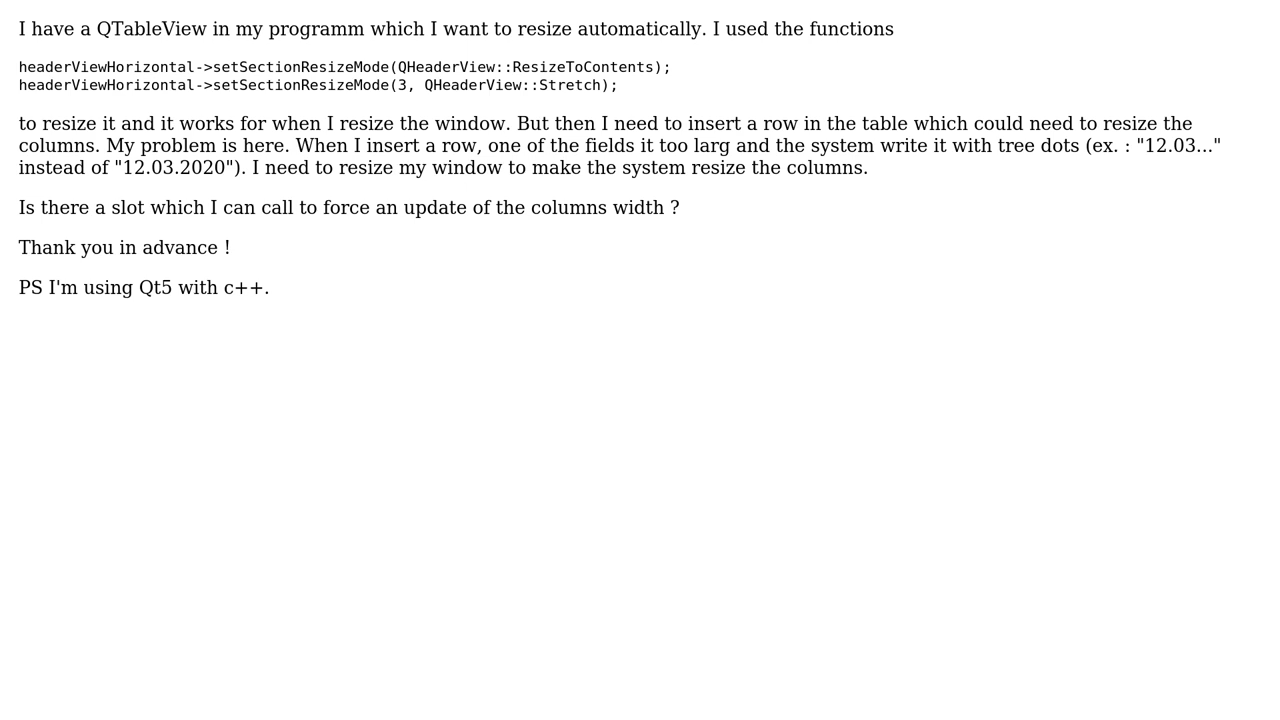 I have a QTableView in my programm which I want to resize automatically. I used the functions
headerViewHorizontal->setSectionResizeMode(QHeaderView::ResizeToContents);
headerViewHorizontal->setSectionResizeMode(3, QHeaderView::Stretch);
to resize it and it works for when I resize the window. But then I need to insert a row in the table which could need to resize the
columns. My problem is here. When I insert a row, one of the fields it too larg and the system write it with tree dots (ex. : "12.03..."
instead of "12.03.2020"). I need to resize my window to make the system resize the columns.
Is there a slot which I can call to force an update of the columns width ?
Thank you in advance !
PS I'm using Qt5 with c++.